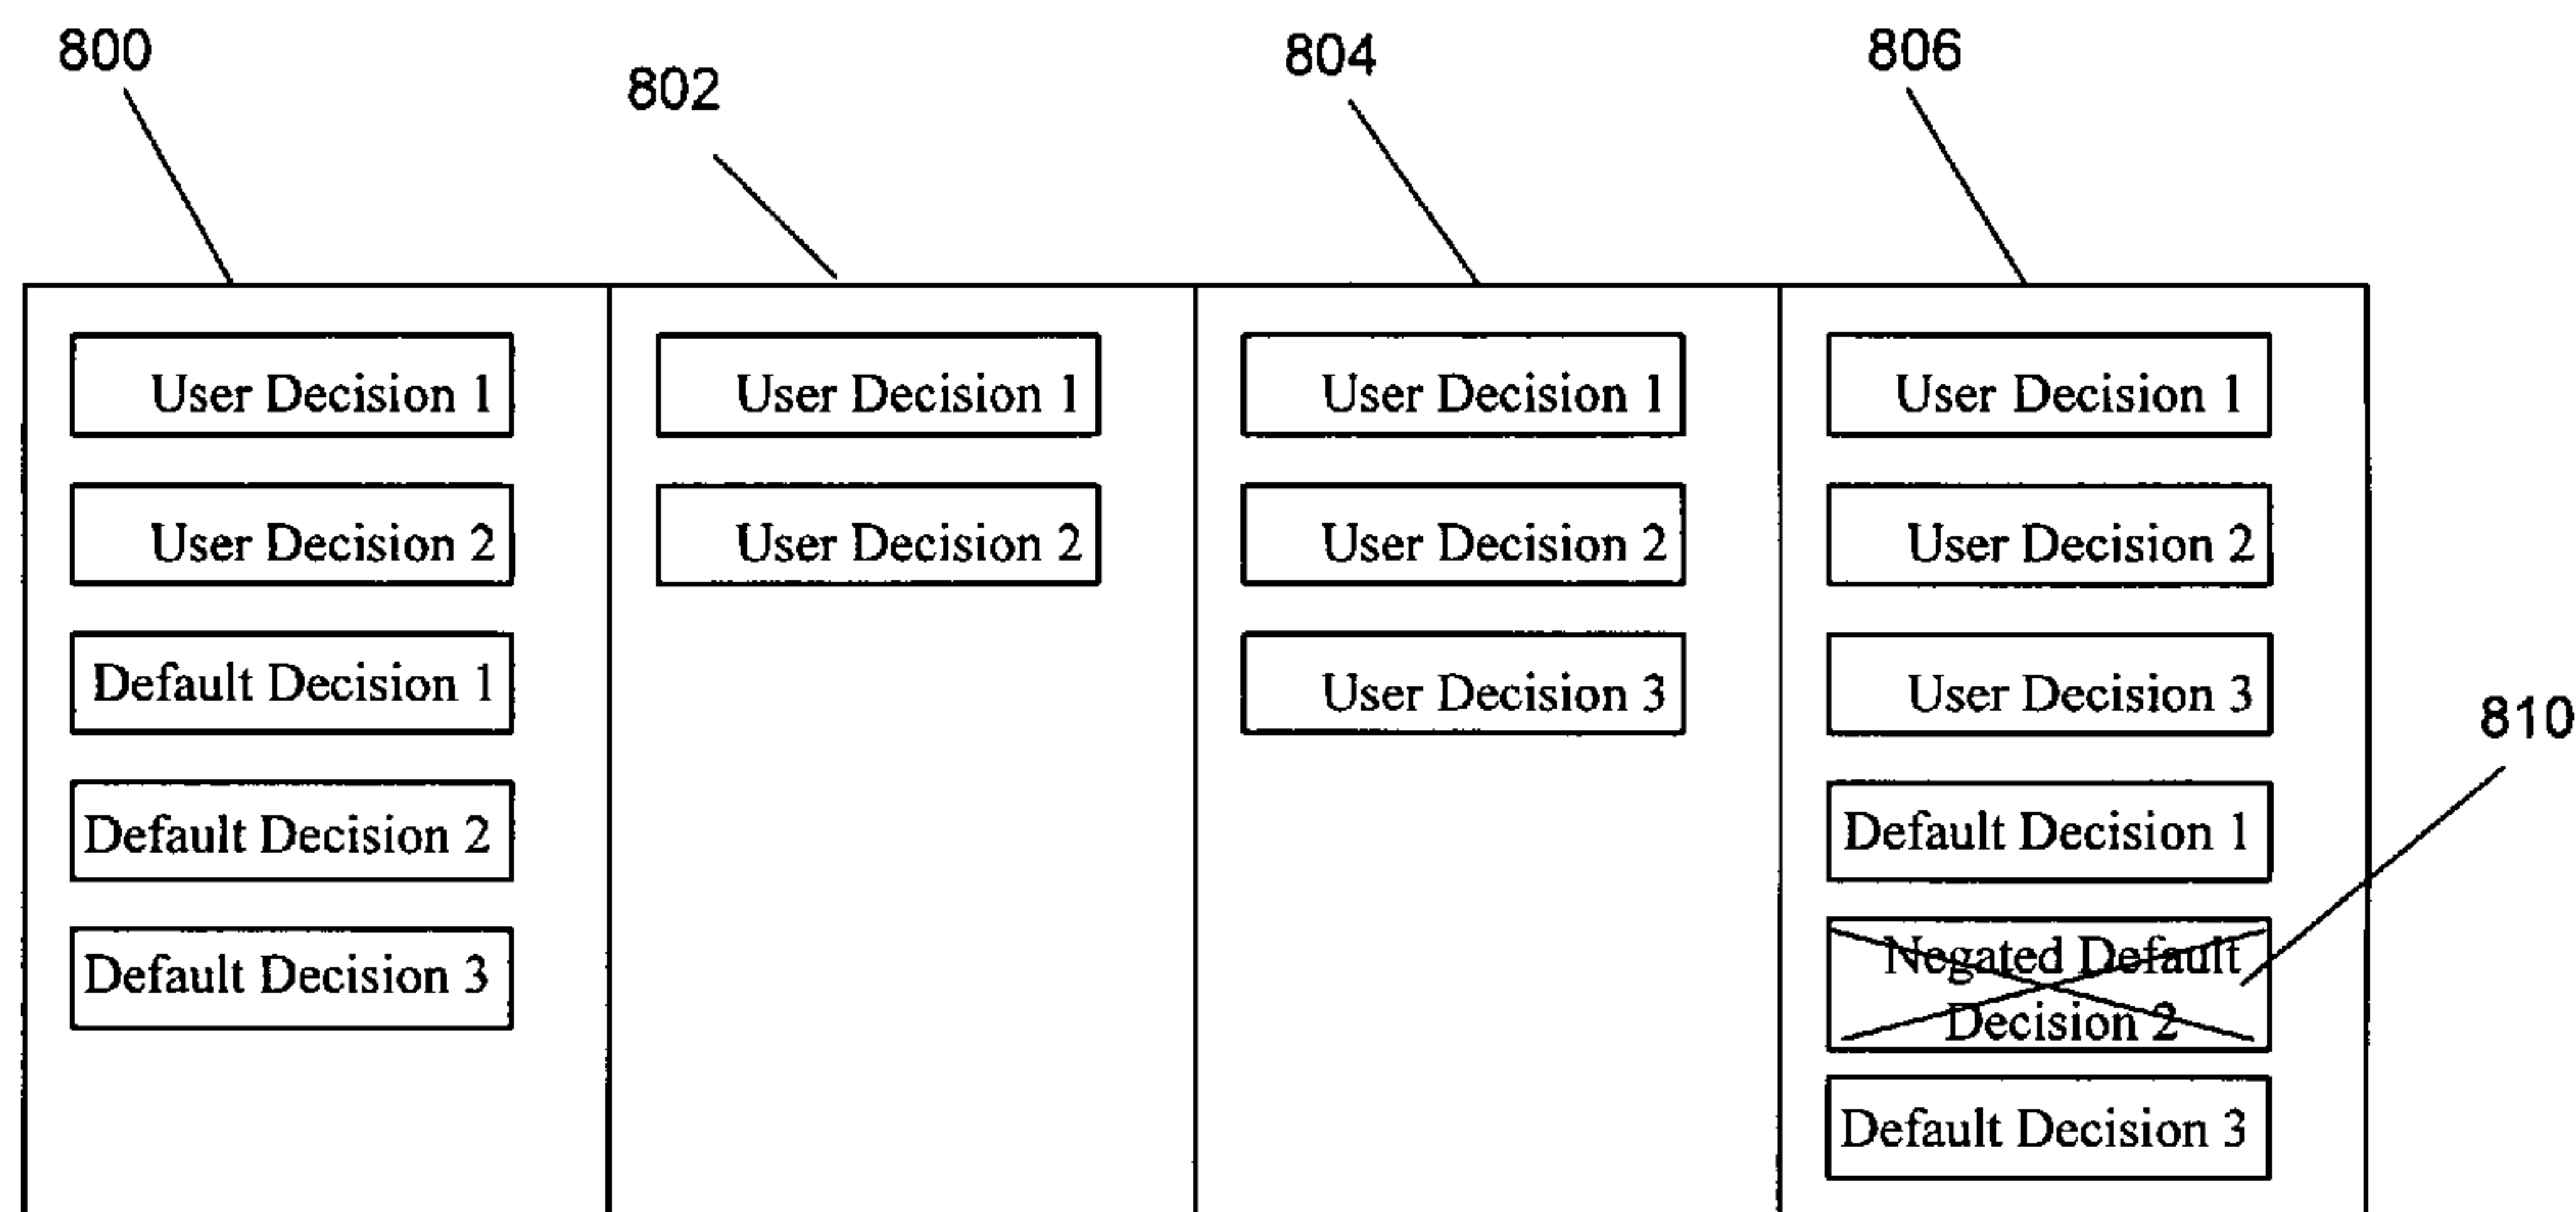 800
802
804
806
User Decision 1
User Decision 2
Default Decision 1
Default Decision 2
Default Decision 3
User Decision 1
User Decision 2
User Decision 1
User Decision 2
User Decision 3
User Decision 1
User Decision 2
User Decision 3
Default Decision 1
Negated Default
Decision 2
Default Decision 3
810